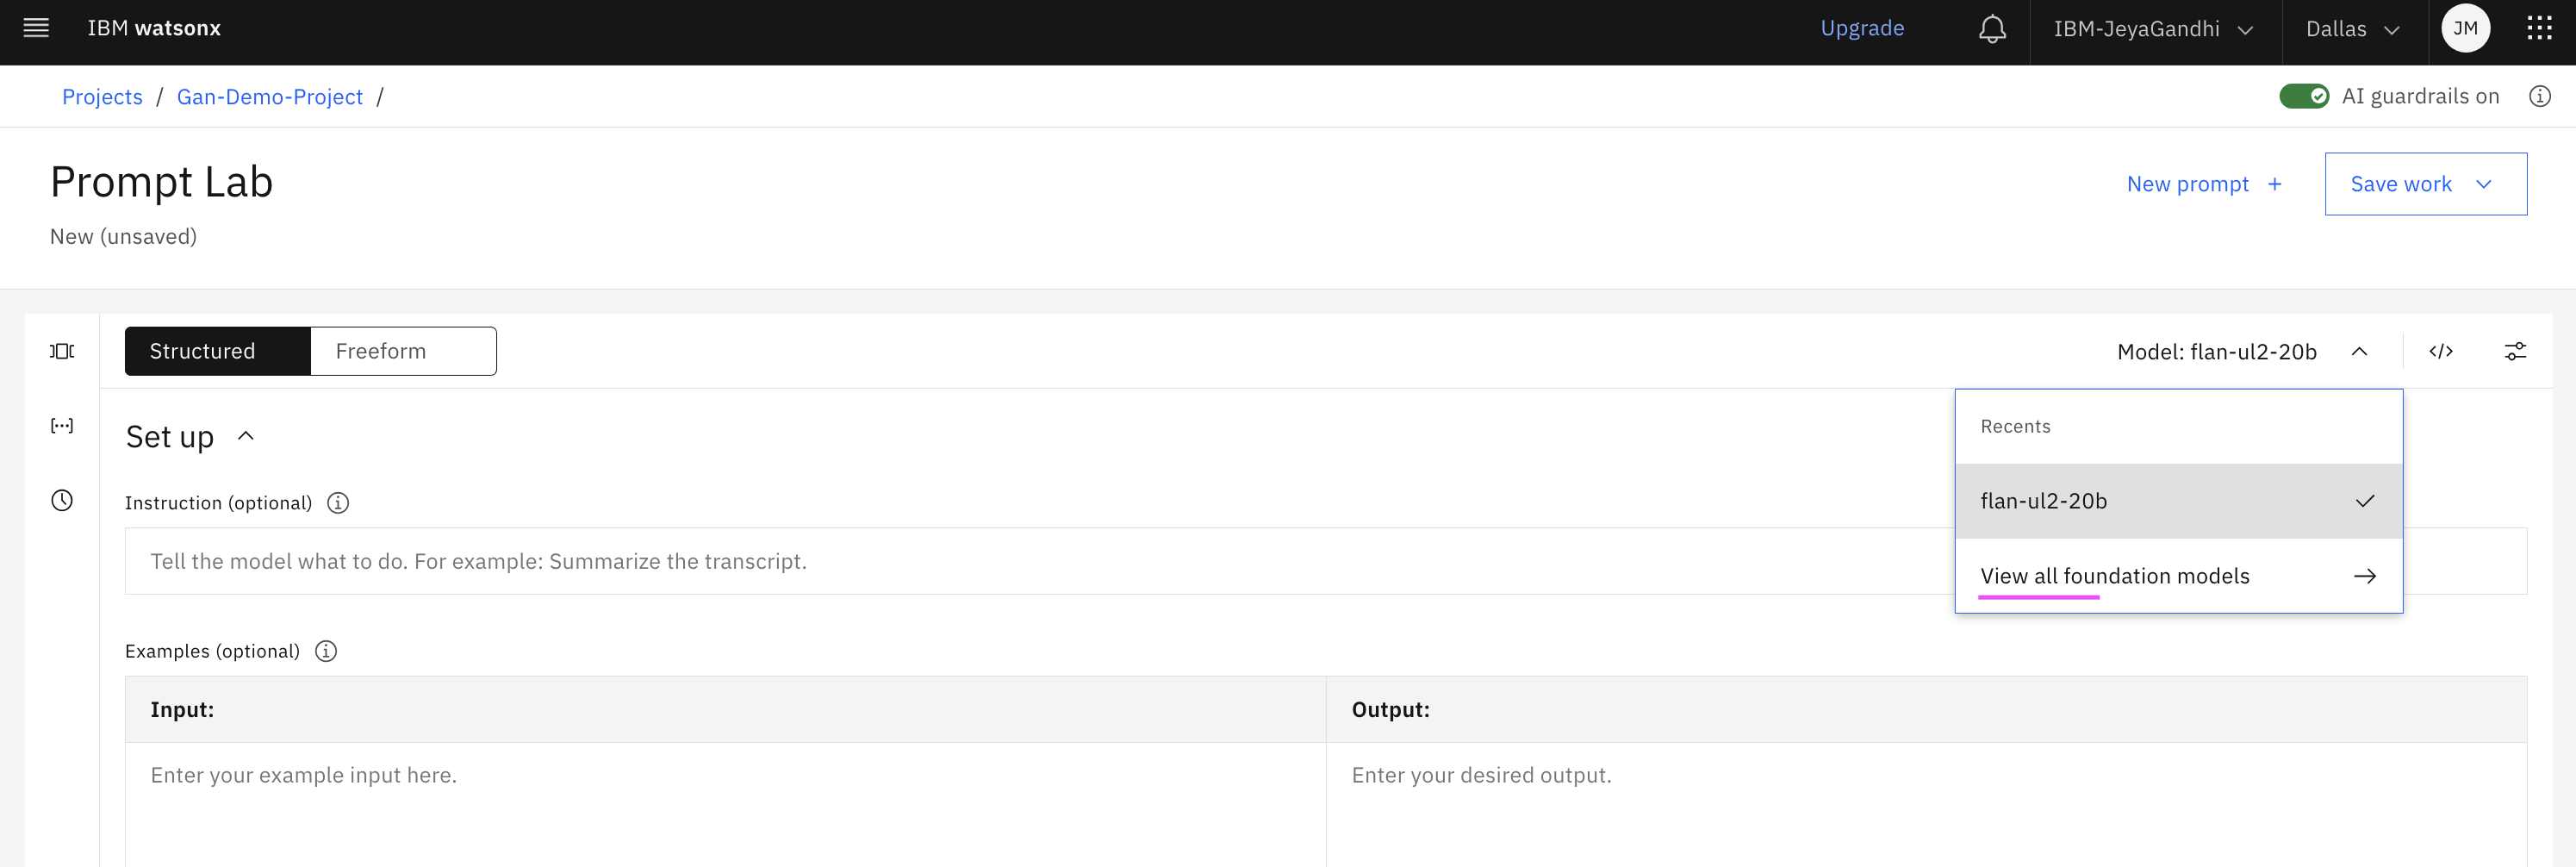 IBM watsonx
Upgrade
IBM-JeyaGandhi
Dallas
JM
Projects / Gan-Demo-Project /
AI guardrails on
Prompt Lab
New prompt +
Save work
New (unsaved)
Structured
Freeform
Model: flan-ul2-20b
</>
Set up
Recents
flan-ul2-20b
View all foundation models
Instruction (optional)
Tell the model what to do. For example: Summarize the transcript.
Examples (optional)
Input:
Output:
Enter your example input here.
Enter your desired output.